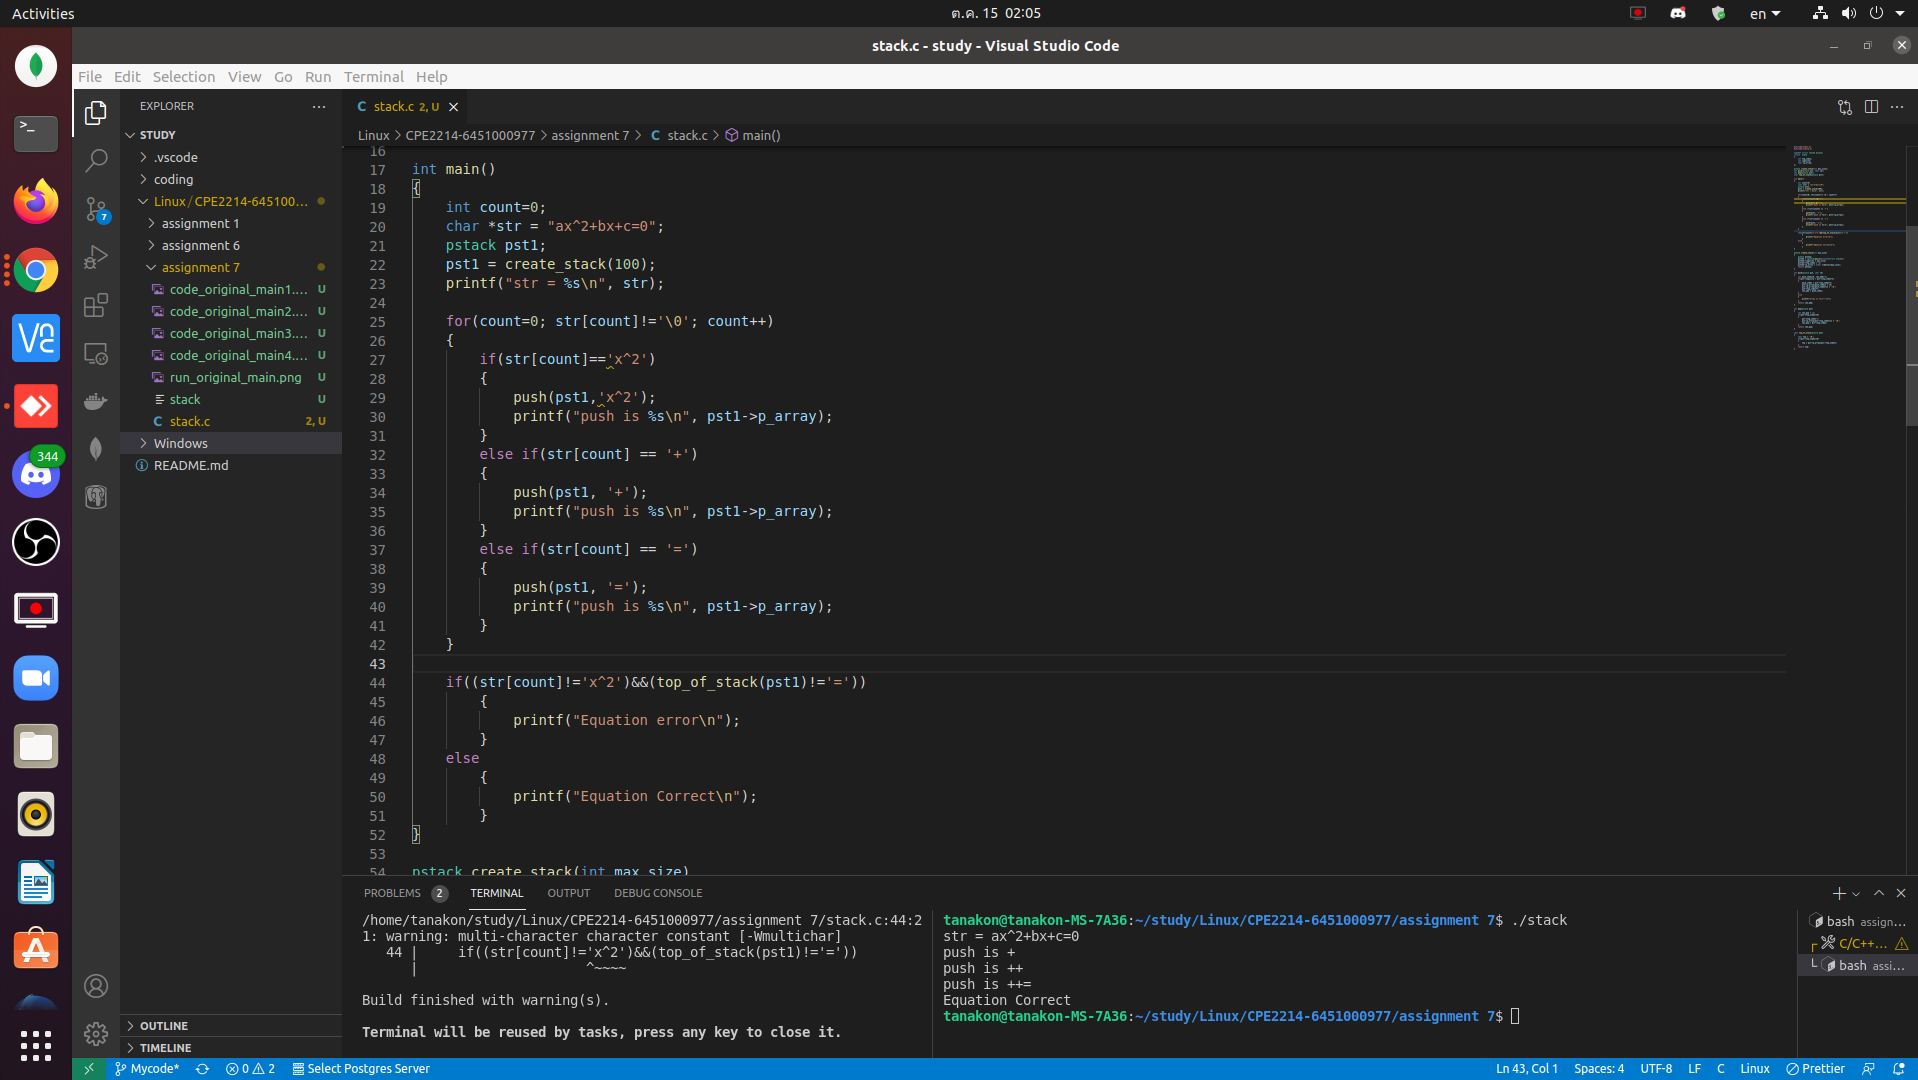 Activities
ต.ค. 15 02:05
en
stack.c - study - Visual Studio Code
File Edit Selection View Go Run Terminal Help
EXPLORER
STUDY
.vscode
coding
Linux/CPE2214-645100...
assignment 1
assignment 6
assignment 7
code_original_main1.... U
code_original_main2.... U
code_original_main3.... U
code_original_main4.... U
run_original_main.png U
stack U
stack.c 2, U
Windows
README.md
OUTLINE
TIMELINE
7
344
stack.c 2, U
Linux > CPE2214-6451000977 > assignment 7 > C stack.c > main()
16
17 int main()
18 {
19     int count=0;
20     char *str = "ax^2+bx+c=0";
21     pstack pst1;
22     pst1 = create_stack(100);
23     printf("str = %s\n", str);
24
25     for(count=0; str[count]!='\0'; count++)
26     {
27         if(str[count]=='x^2')
28         {
29             push(pst1,'x^2');
30             printf("push is %s\n", pst1->p_array);
31         }
32         else if(str[count] == '+')
33         {
34             push(pst1, '+');
35             printf("push is %s\n", pst1->p_array);
36         }
37         else if(str[count] == '=')
38         {
39             push(pst1, '=');
40             printf("push is %s\n", pst1->p_array);
41         }
42     }
43
44     if((str[count]!='x^2')&&(top_of_stack(pst1)!='='))
45         {
46             printf("Equation error\n");
47         }
48     else
49         {
50             printf("Equation Correct\n");
51         }
52 }
53
54 pstack create_stack(int max_size)
PROBLEMS 2 TERMINAL OUTPUT DEBUG CONSOLE
/home/tanakon/study/Linux/CPE2214-6451000977/assignment 7/stack.c:44:2
1: warning: multi-character character constant [-Wmultichar]
44 |     if((str[count]!='x^2')&&(top_of_stack(pst1)!='='))
|                     ^~~~~
Build finished with warning(s).
Terminal will be reused by tasks, press any key to close it.
tanakon@tanakon-MS-7A36:~/study/Linux/CPE2214-6451000977/assignment 7$ ./stack
str = ax^2+bx+c=0
push is +
push is ++
push is ++=
Equation Correct
tanakon@tanakon-MS-7A36:~/study/Linux/CPE2214-6451000977/assignment 7$
bash assign...
C/C++...
bash assi...
Mycode* 0 2 Select Postgres Server
Ln 43, Col 1 Spaces: 4 UTF-8 LF C Linux Prettier